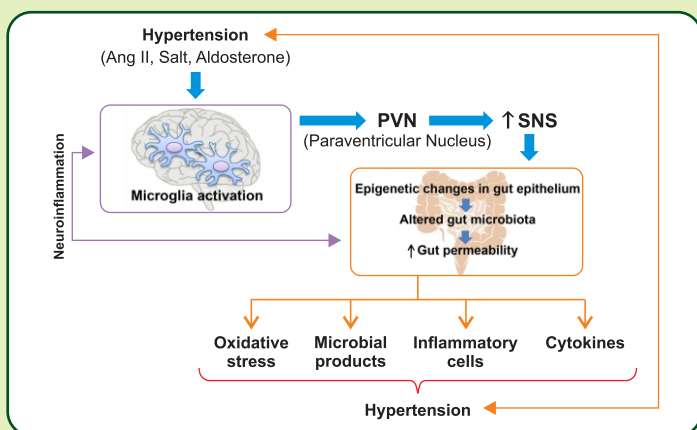 Hypertension
(Ang II, Salt, Aldosterone)
Neuroinflammation
Microglia activation
PVN
(Paraventricular Nucleus)
↑SNS
Epigenetic changes in gut epithelium
Altered gut microbiota
↑Gut permeability
Oxidative
stress
Microbial
products
Inflammatory
cells
Cytokines
Hypertension